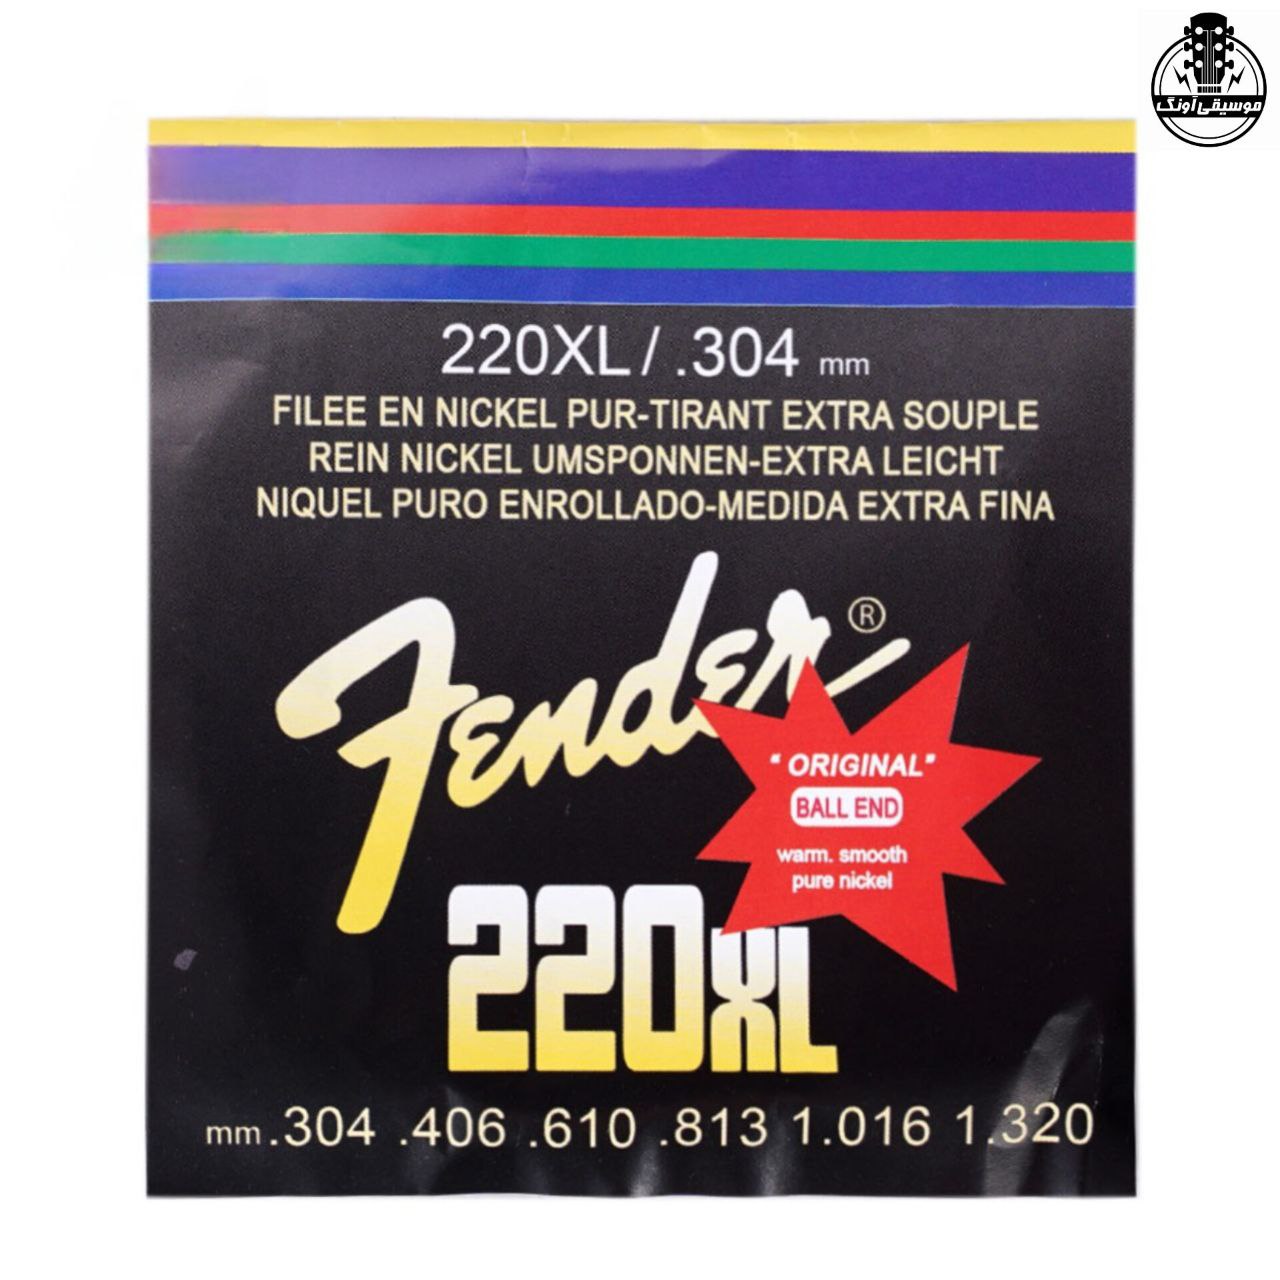 موسیقی آونگ
220XL / .304 mm
FILEE EN NICKEL PUR-TIRANT EXTRA SOUPLE
REIN NICKEL UMSPONNEN-EXTRA LEICHT
NIQUEL PURO ENROLLADO-MEDIDA EXTRA FINA
Fender ®
"ORIGINAL"
BALL END
warm. smooth
pure nickel
220XL
mm .304 .406 .610 .813 1.016 1.320